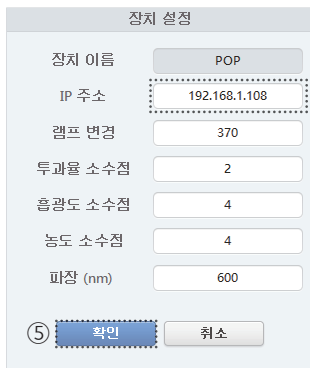 장치 설정
장치 이름 POP
IP 주소 192.168.1.108
램프 변경 370
투과율 소수점 2
흡광도 소수점 4
농도 소수점 4
파장 (nm) 600
⑤ 확인 취소